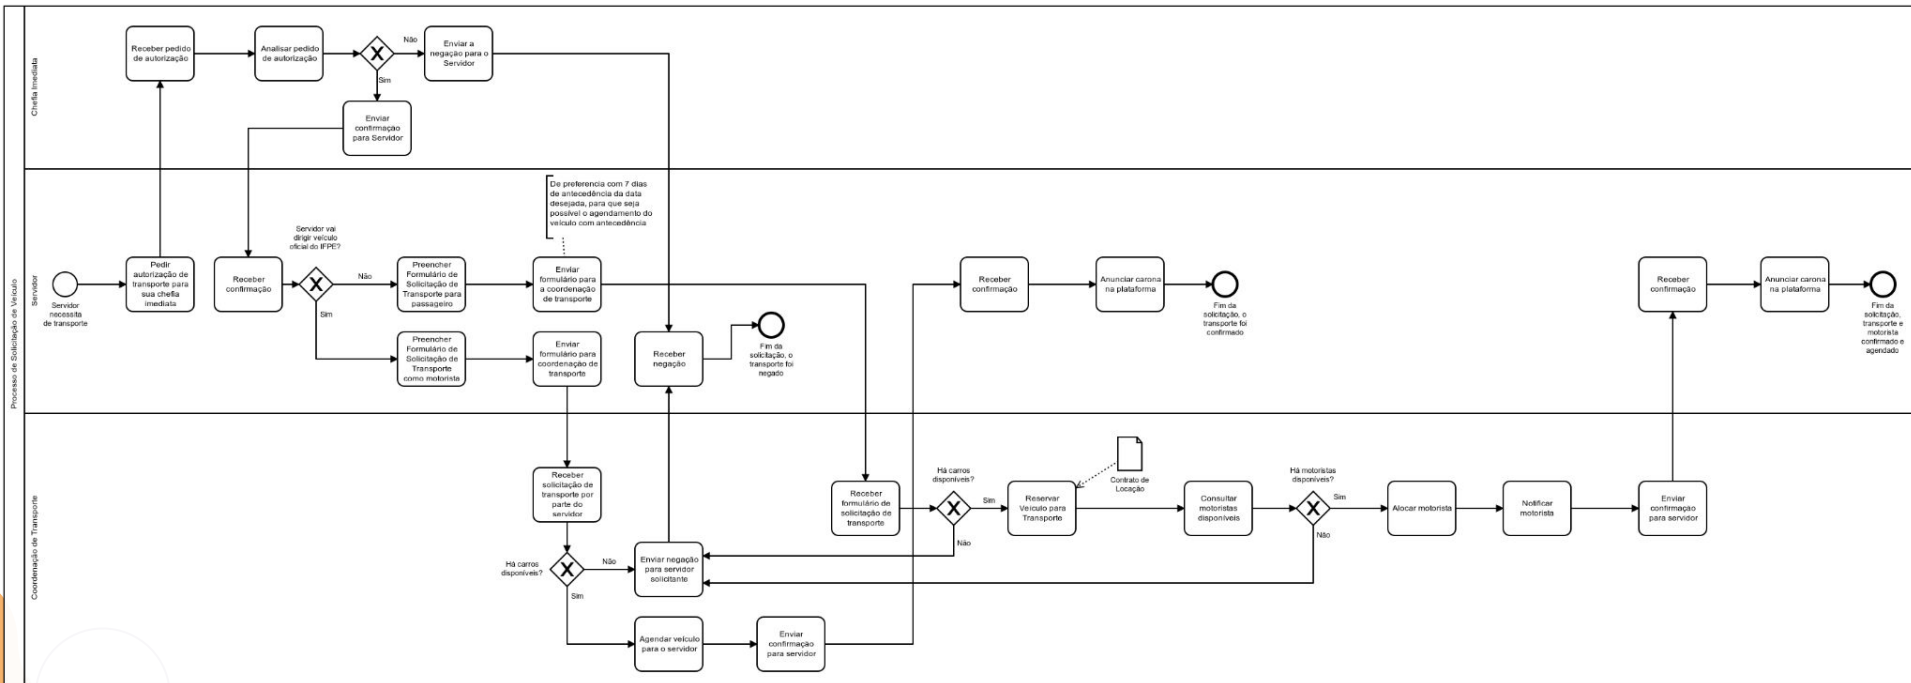 Processo de Solicitação de Veículo
Chefia Imediata
Receber pedido
de autorização
Analisar pedido
de autorização
Não
Sim
Enviar a
negação para o
Servidor
Enviar
confirmação
para Servidor
Servidor
Servidor
necessita
de transporte
Pedir
autorização de
transporte para
sua chefia
imediata
Receber
confirmação
Servidor vai
dirigir veículo
oficial do IFPE?
Não
Sim
Preencher
Formulário de
Solicitação de
Transporte para
passageiro
Enviar
formulário para
a coordenação
de transporte
De preferencia com 7 dias
de antecedência da data
desejada, para que seja
possível o agendamento do
veículo com antecedência
Preencher
Formulário de
Solicitação de
Transporte
como motorista
Enviar
formulário para
coordenação de
transporte
Receber
negação
Fim da
solicitação, o
transporte foi
negado
Receber
confirmação
Anunciar carona
na plataforma
Fim da
solicitação, o
transporte foi
confirmado
Receber
confirmação
Anunciar carona
na plataforma
Fim da
solicitação,
transporte e
motorista
confirmado e
agendado
Coordenação de Transporte
Receber
solicitação de
transporte por
parte do
servidor
Há carros
disponíveis?
Não
Sim
Enviar negação
para servidor
solicitante
Agendar veículo
para o servidor
Enviar
confirmação
para servidor
Receber
formulário de
solicitação de
transporte
Há carros
disponíveis?
Sim
Não
Reservar
Veículo para
Transporte
Contrato de
Locação
Consultar
motoristas
disponíveis
Há motoristas
disponíveis?
Sim
Não
Alocar motorista
Notificar
motorista
Enviar
confirmação
para servidor